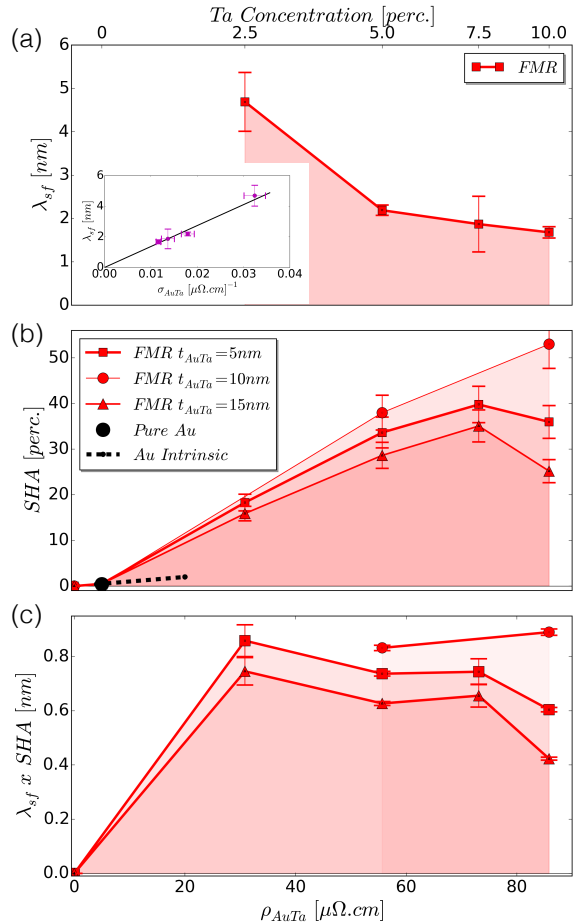 Ta Concentration [perc.]
0 2.5 5.0 7.5 10.0
(a)
FMR
6
5
4
3
2
1
0
λsf [nm]
6
4
2
0
λsf [nm]
0.00 0.01 0.02 0.03 0.04
σAuTa [μΩ.cm]⁻¹
(b)
FMR tAuTa=5nm
FMR tAuTa=10nm
FMR tAuTa=15nm
Pure Au
Au Intrinsic
50
40
30
20
10
0
SHA [perc.]
(c)
0.8
0.6
0.4
0.2
0.0
λsf x SHA [nm]
0 20 40 60 80
ρAuTa [μΩ.cm]